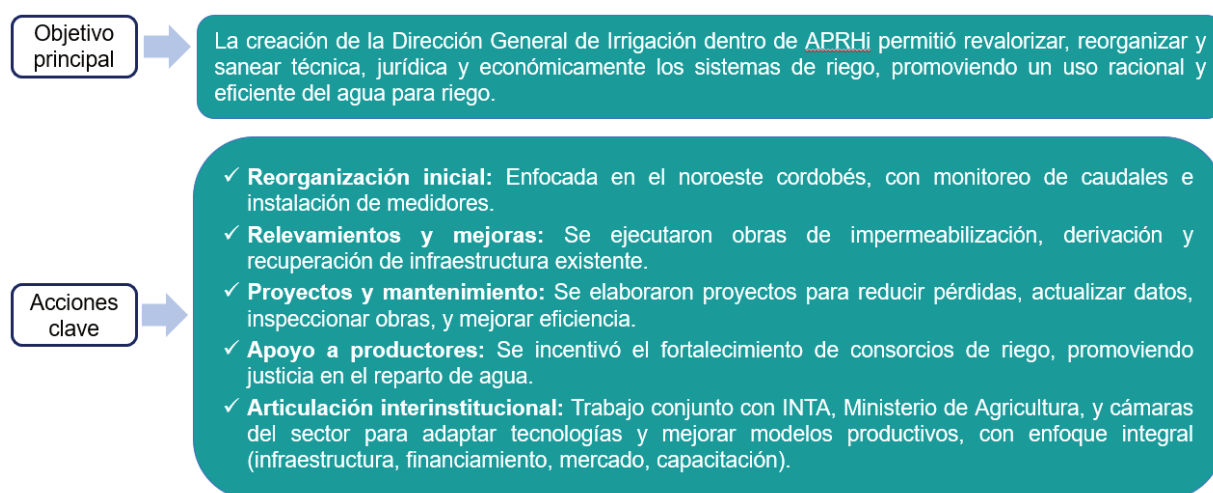 Objetivo
principal
La creación de la Dirección General de Irrigación dentro de APRHi permitió revalorizar, reorganizar y
sanear técnica, jurídica y económicamente los sistemas de riego, promoviendo un uso racional y
eficiente del agua para riego.
Acciones
clave
✓ Reorganización inicial: Enfocada en el noroeste cordobés, con monitoreo de caudales e
instalación de medidores.
✓ Relevamientos y mejoras: Se ejecutaron obras de impermeabilización, derivación y
recuperación de infraestructura existente.
✓ Proyectos y mantenimiento: Se elaboraron proyectos para reducir pérdidas, actualizar datos,
inspeccionar obras, y mejorar eficiencia.
✓ Apoyo a productores: Se incentivó el fortalecimiento de consorcios de riego, promoviendo
justicia en el reparto de agua.
✓ Articulación interinstitucional: Trabajo conjunto con INTA, Ministerio de Agricultura, y cámaras
del sector para adaptar tecnologías y mejorar modelos productivos, con enfoque integral
(infraestructura, financiamiento, mercado, capacitación).